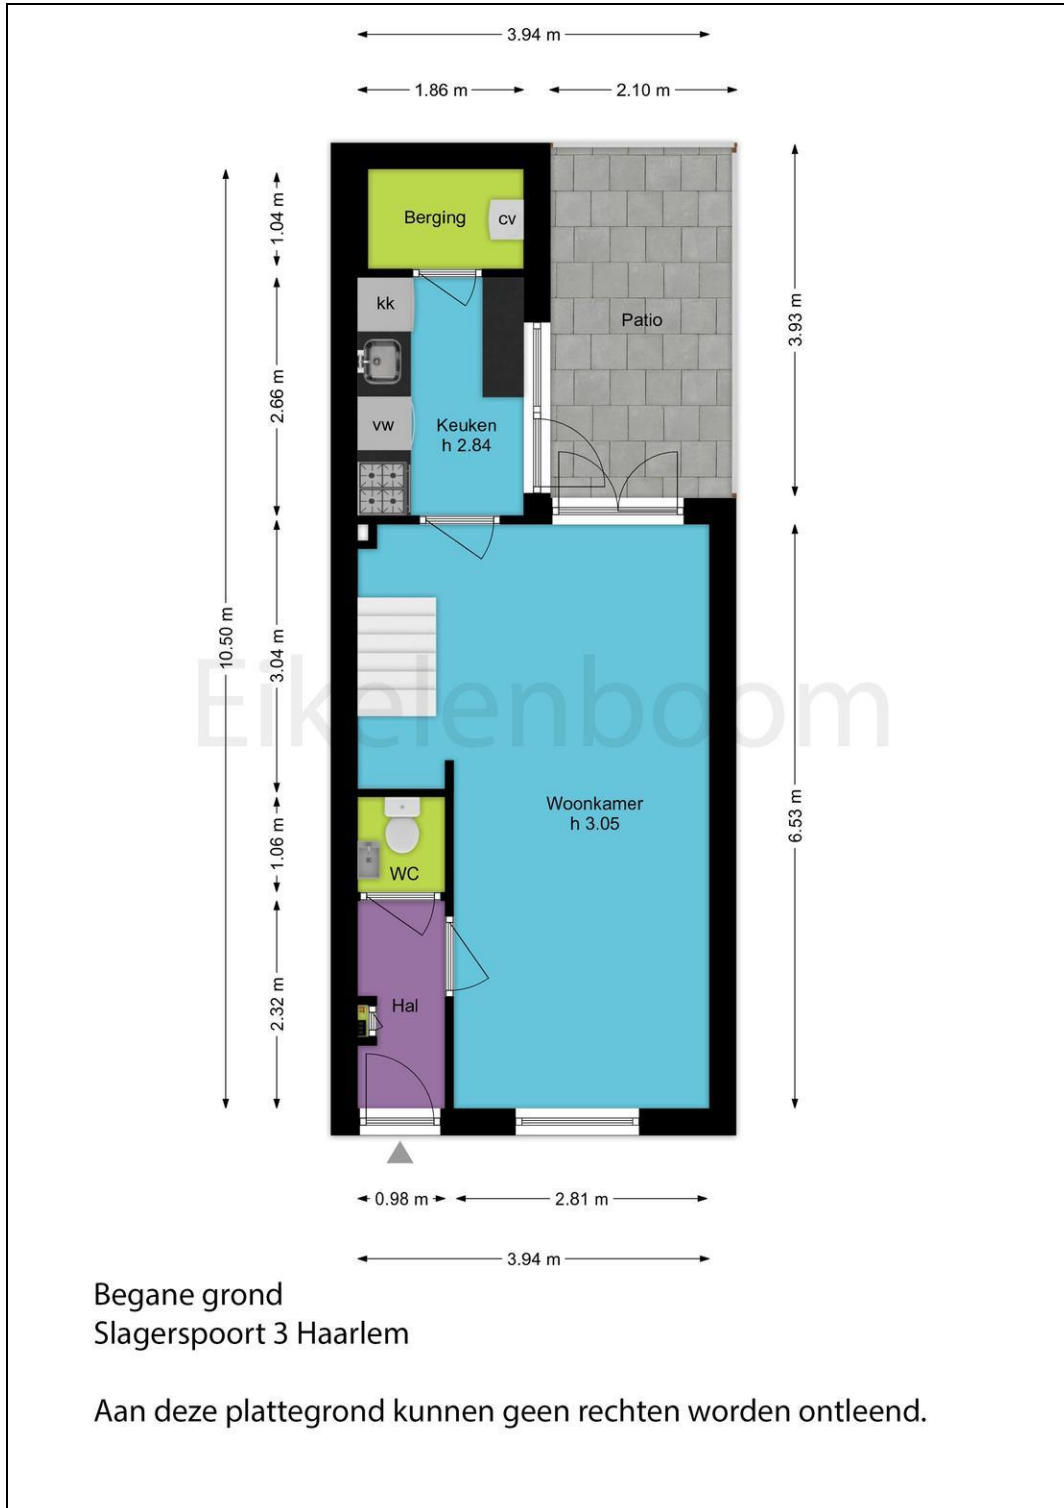 3.94 m
1.86 m
2.10 m
1.04 m
Berging
cv
kk
Patio
3.93 m
2.66 m
vw
Keuken
h 2.84
10.50 m
3.04 m
Eikelenboom
Woonkamer
h 3.05
6.53 m
1.06 m
WC
2.32 m
Hal
0.98 m
2.81 m
3.94 m
Begane grond
Slagerspoort 3 Haarlem
Aan deze plattegrond kunnen geen rechten worden ontleend.